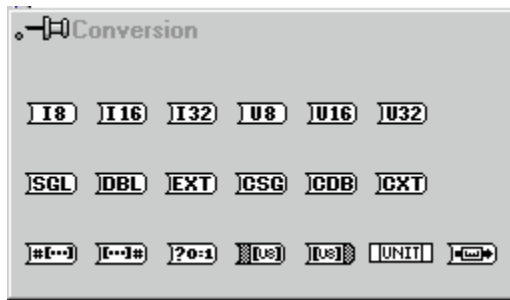 Conversion
I8 I16 I32 U8 U16 U32
SGL DBL EXT CSG CDB CXT
#[···] [···]# ?0:1 [U8] [U8] UNIT